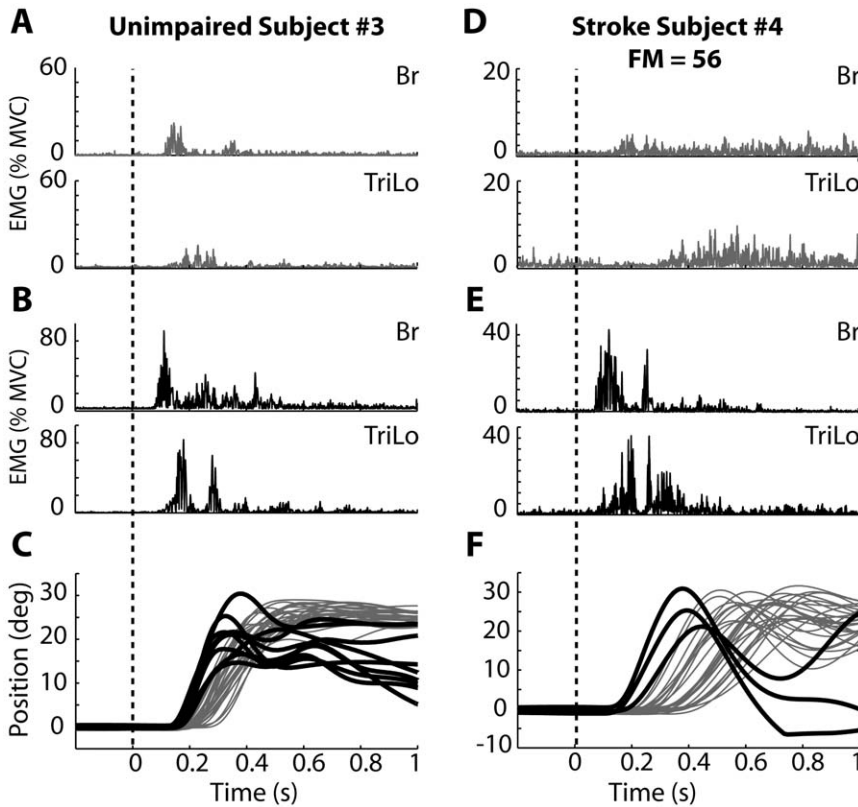 A
Unimpaired Subject #3
Br
60
0
EMG (% MVC)
TriLo
60
0
B
Br
80
0
EMG (% MVC)
TriLo
80
0
C
Position (deg)
30
20
10
0
0 0.2 0.4 0.6 0.8 1
Time (s)
D
Stroke Subject #4
FM = 56
Br
20
0
TriLo
20
0
E
Br
40
0
TriLo
40
0
F
30
20
10
0
-10
0 0.2 0.4 0.6 0.8 1
Time (s)